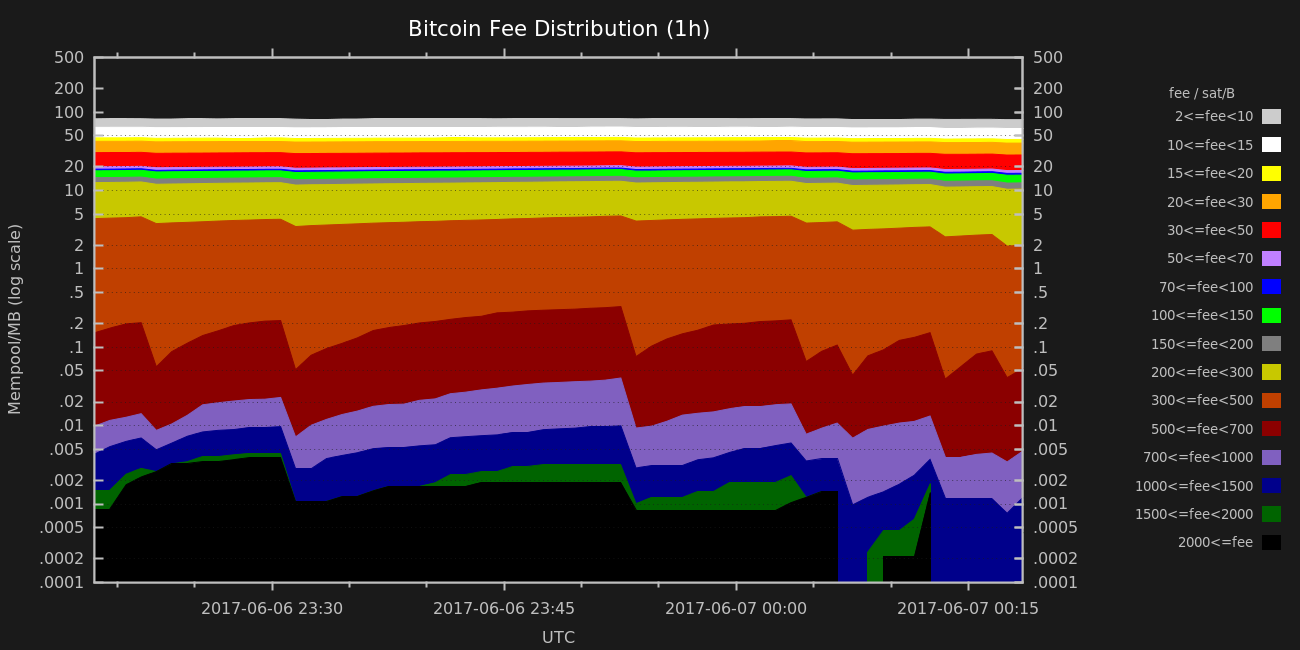 Bitcoin Fee Distribution (1h)
Mempool/MB (log scale)
500
200
100
50
20
10
5
2
1
.5
.2
.1
.05
.02
.01
.005
.002
.001
.0005
.0002
.0001
500
200
100
50
20
10
5
2
1
.5
.2
.1
.05
.02
.01
.005
.002
.001
.0005
.0002
.0001
2017-06-06 23:30
2017-06-06 23:45
2017-06-07 00:00
2017-06-07 00:15
UTC
fee / sat/B
2<=fee<10
10<=fee<15
15<=fee<20
20<=fee<30
30<=fee<50
50<=fee<70
70<=fee<100
100<=fee<150
150<=fee<200
200<=fee<300
300<=fee<500
500<=fee<700
700<=fee<1000
1000<=fee<1500
1500<=fee<2000
2000<=fee